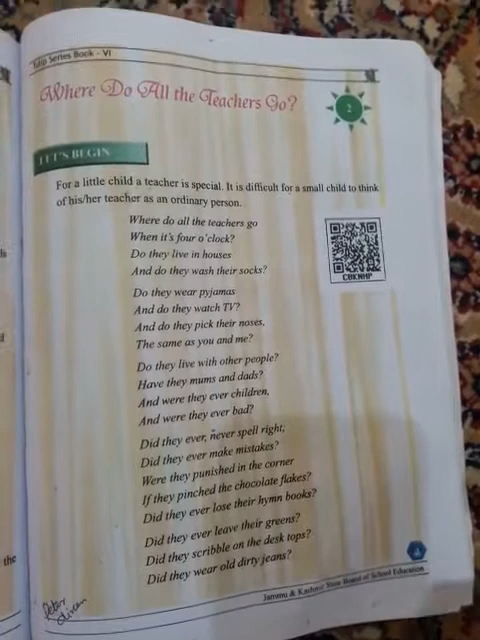 Tulip Series Book - VI
Where Do All the Teachers Go?
2
LET'S BEGIN
For a little child a teacher is special. It is difficult for a small child to think
of his/her teacher as an ordinary person.
Where do all the teachers go
When it's four o'clock?
Do they live in houses
And do they wash their socks?
CBKNHP
Do they wear pyjamas
And do they watch TV?
And do they pick their noses,
The same as you and me?
Do they live with other people?
Have they mums and dads?
And were they ever children,
And were they ever bad?
Did they ever, never spell right;
Did they ever make mistakes?
Were they punished in the corner
If they pinched the chocolate flakes?
Did they ever lose their hymn books?
Did they ever leave their greens?
Did they scribble on the desk tops?
Did they wear old dirty jeans?
the
Peter
Jammu & Kashmir State Board of School Education